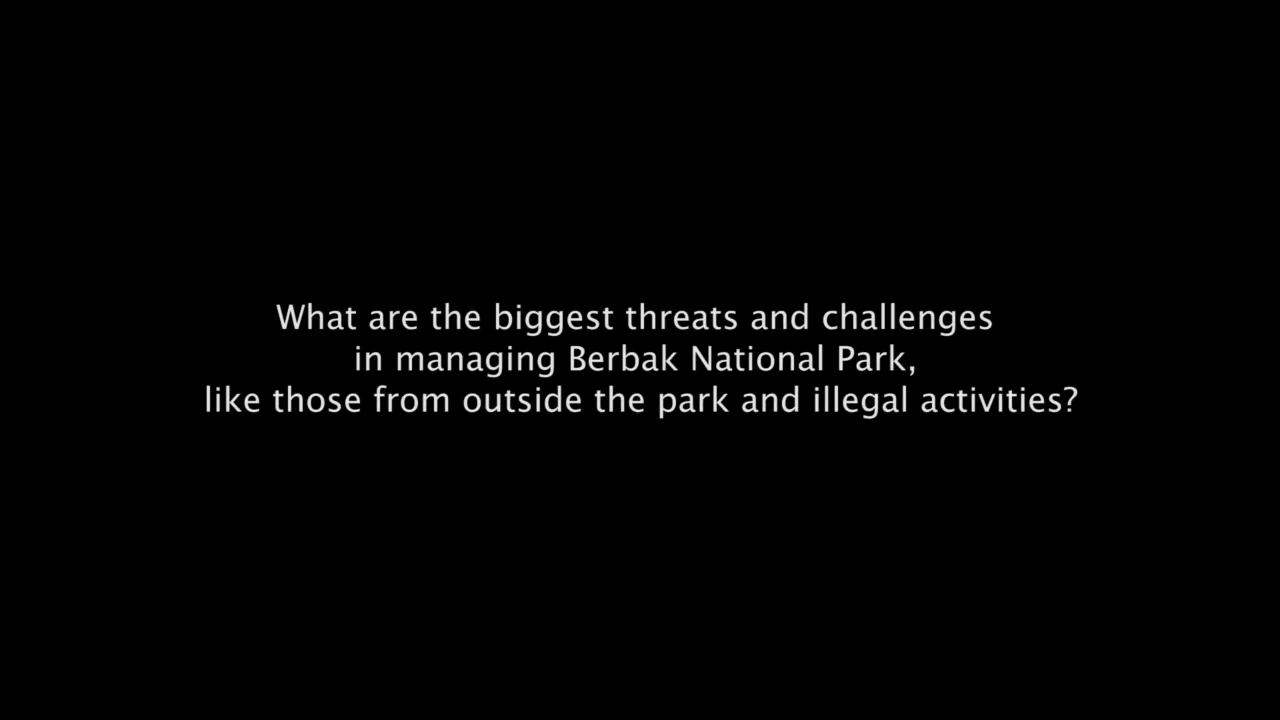 What are the biggest threats and challenges
in managing Berbak National Park,
like those from outside the park and illegal activities?